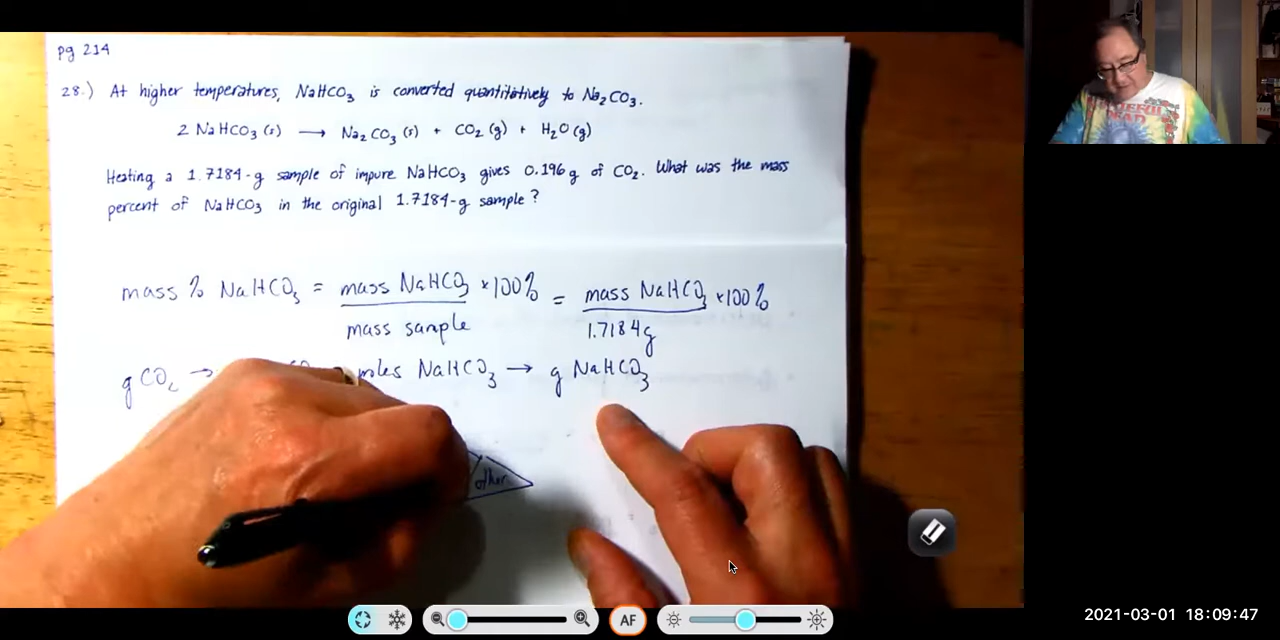 pg 214
28.) At higher temperatures, NaHCO₃ is converted quantitatively to Na₂CO₃.
2 NaHCO₃(s) → Na₂CO₃(s) + CO₂(g) + H₂O(g)
Heating a 1.7184-g sample of impure NaHCO₃ gives 0.196g of CO₂. What was the mass
percent of NaHCO₃ in the original 1.7184-g sample?
mass % NaHCO₃ = mass NaHCO₃ ×100% = mass NaHCO₃ ×100%
mass sample 1.7184g
g CO₂ → moles NaHCO₃ → g NaHCO₃
other
AF
2021-03-01 18:09:47